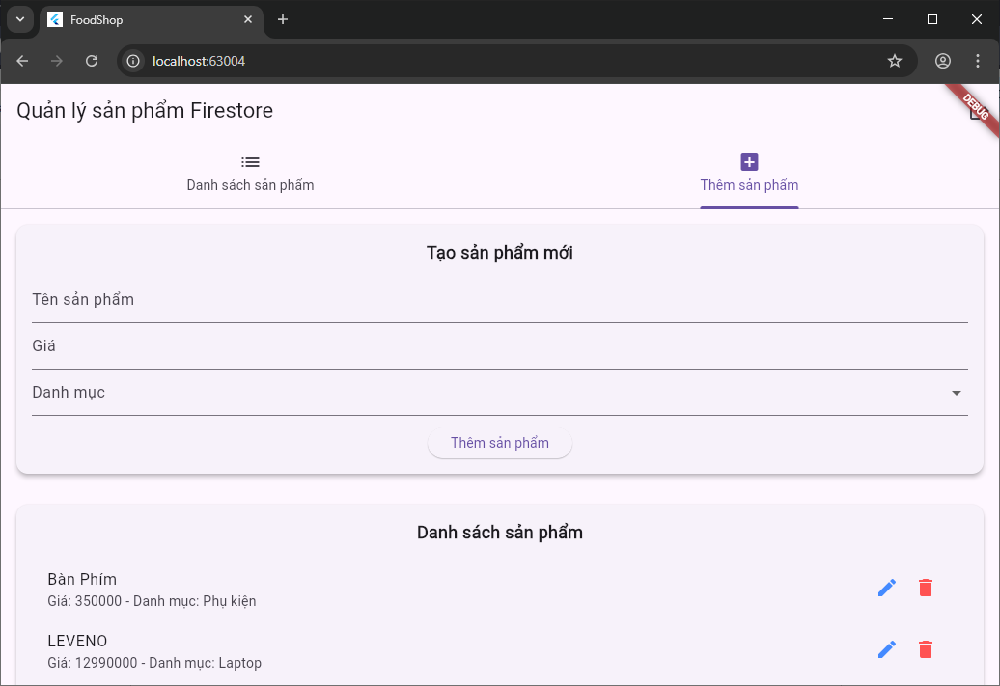 FoodShop
localhost:63004
Quản lý sản phẩm Firestore
DEBUG
Danh sách sản phẩm
Thêm sản phẩm
Tạo sản phẩm mới
Tên sản phẩm
Giá
Danh mục
Thêm sản phẩm
Danh sách sản phẩm
Bàn Phím
Giá: 350000 - Danh mục: Phụ kiện
LEVENO
Giá: 12990000 - Danh mục: Laptop